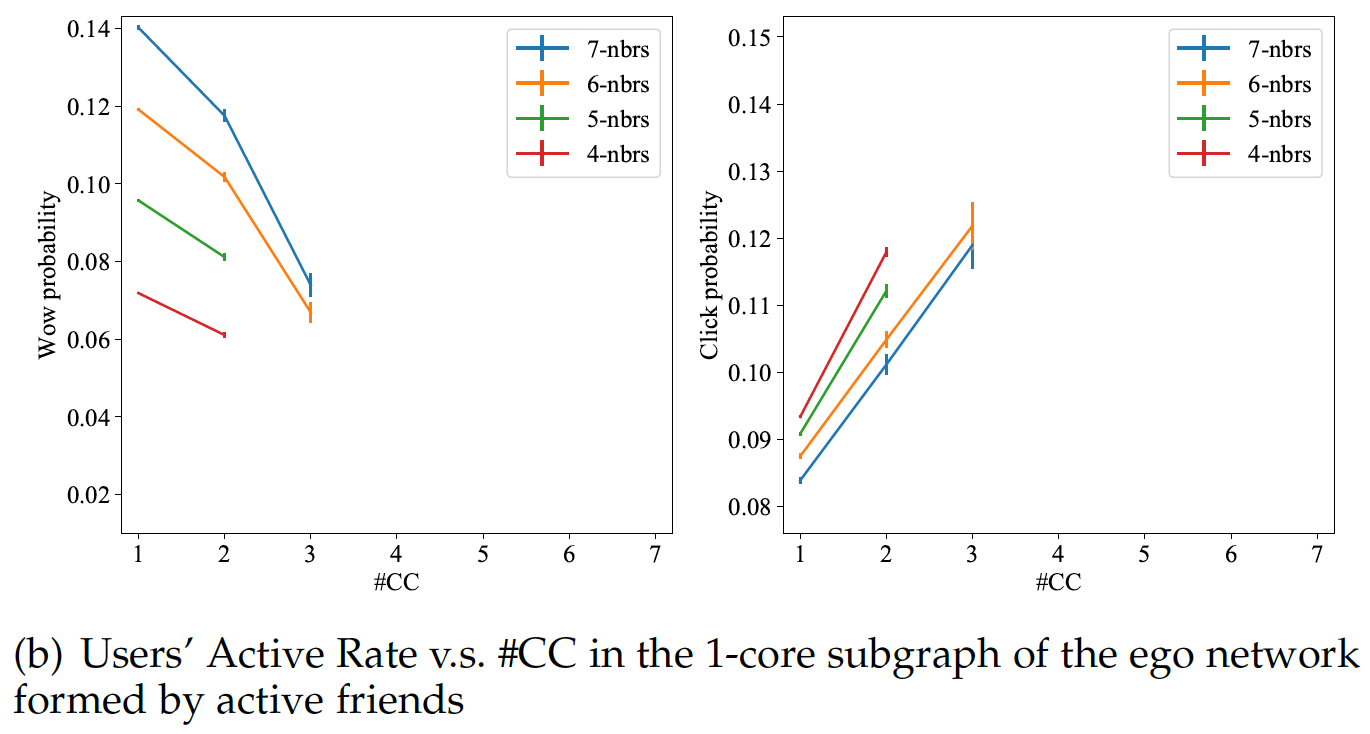 0.14
0.12
0.10
0.08
0.06
0.04
0.02
Wow probability
1 2 3 4 5 6 7
#CC
7-nbrs
6-nbrs
5-nbrs
4-nbrs
0.15
0.14
0.13
0.12
0.11
0.10
0.09
0.08
Click probability
1 2 3 4 5 6 7
#CC
7-nbrs
6-nbrs
5-nbrs
4-nbrs
(b) Users’ Active Rate v.s. #CC in the 1-core subgraph of the ego network
formed by active friends